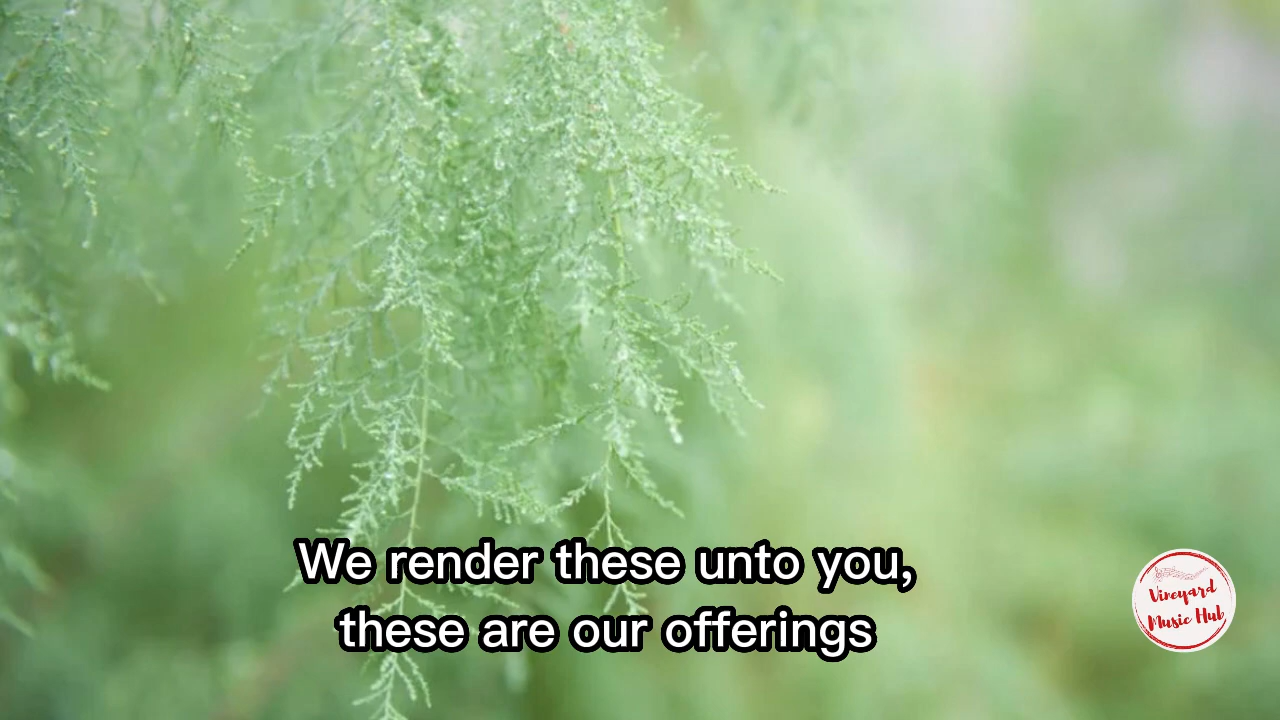 We render these unto you,
these are our offerings
Vineyard
Music Hub